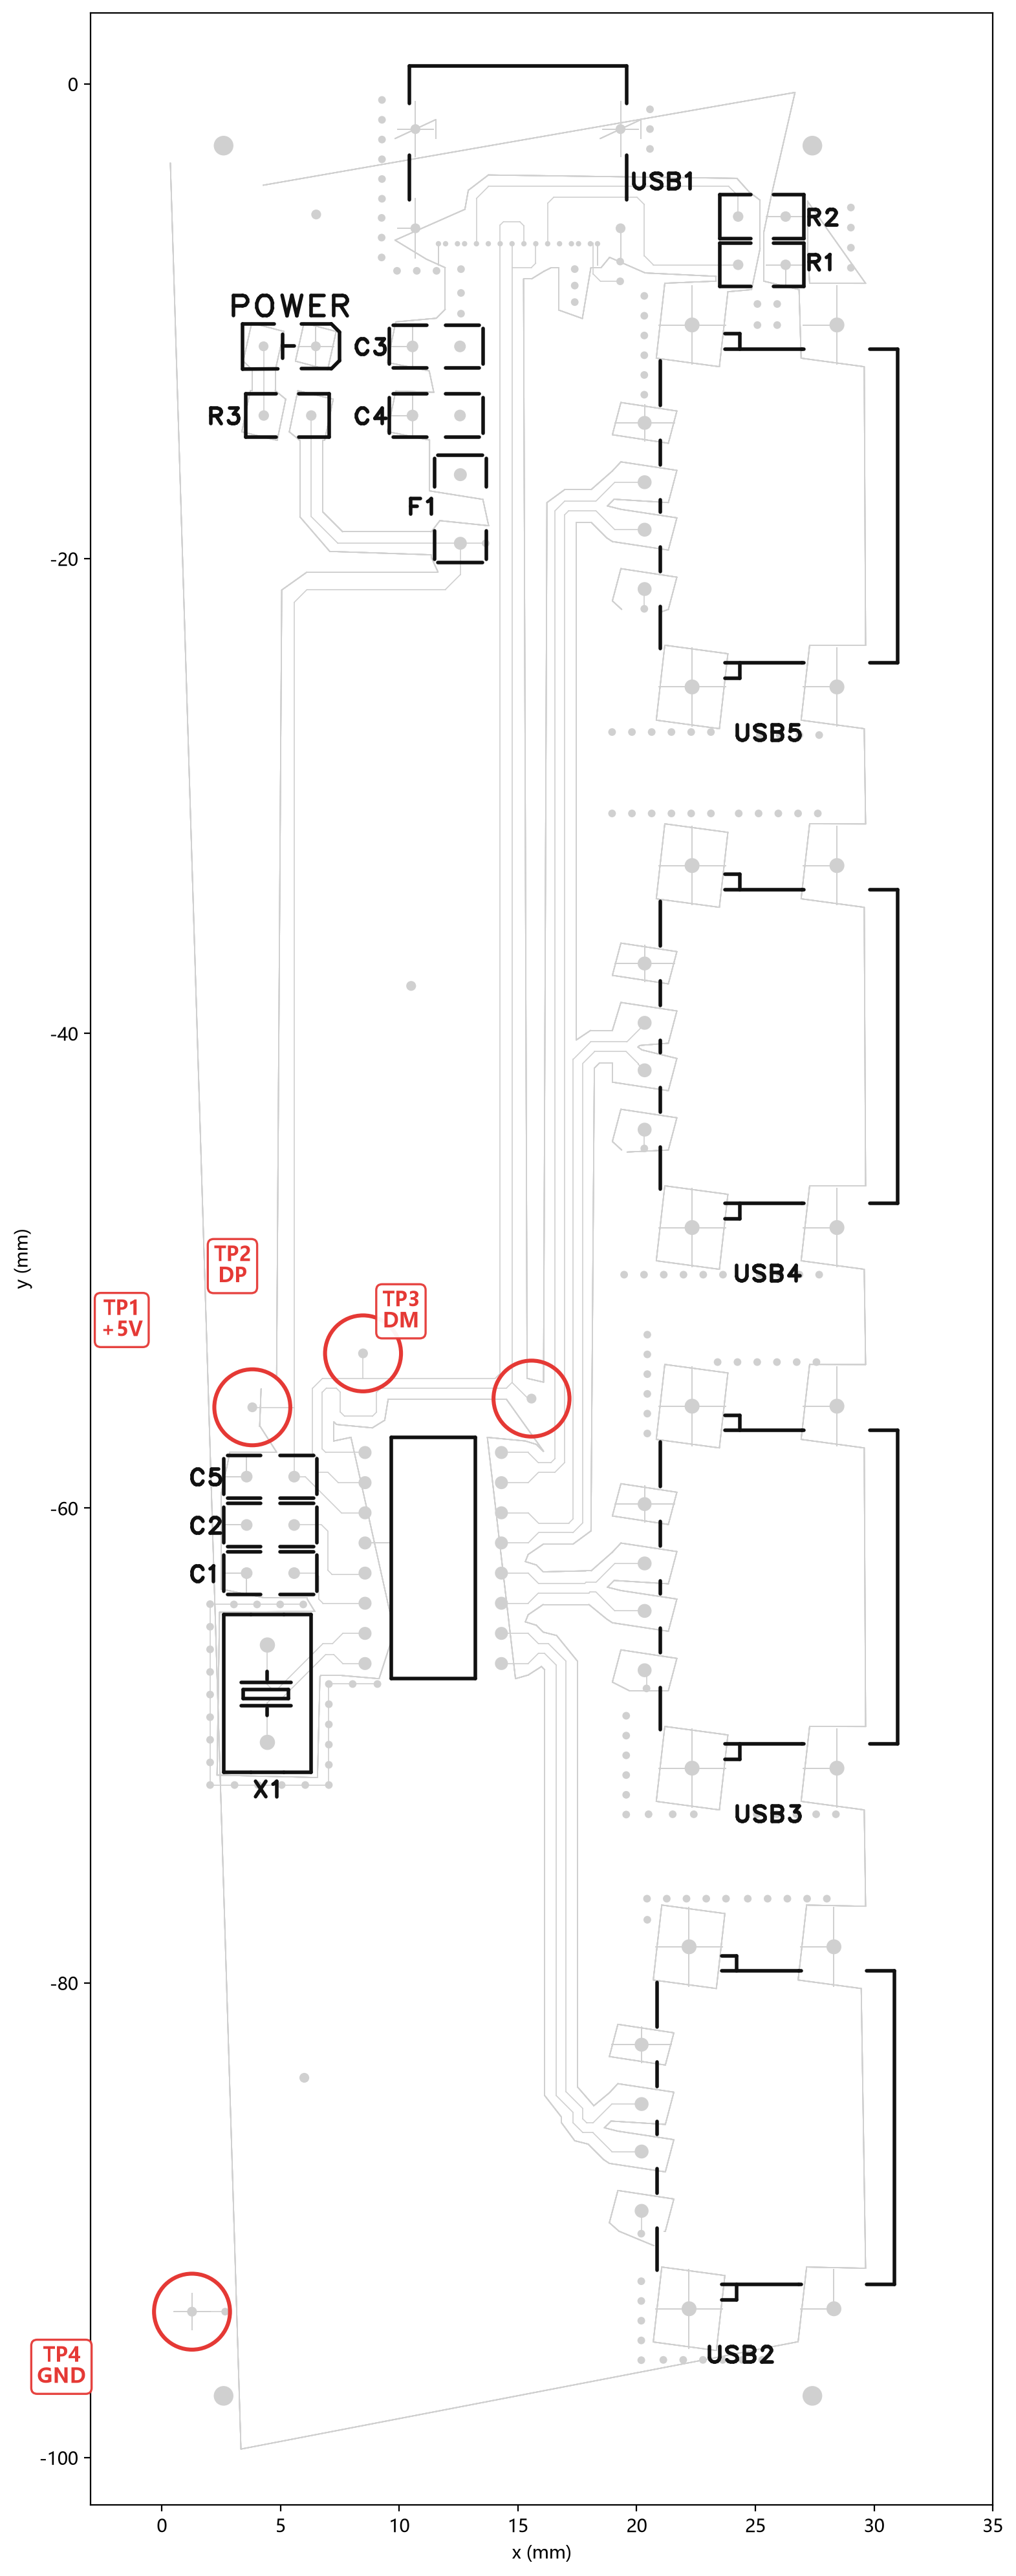 0
USB1
R2
R1
POWER
C3
R3
C4
F1
-20
USB5
-40
y (mm)
TP2
DP
USB4
TP1
+5V
TP3
DM
C5
-60
C2
C1
X1
USB3
-80
USB2
TP4
GND
-100
0
5
10
15
20
25
30
35
x (mm)